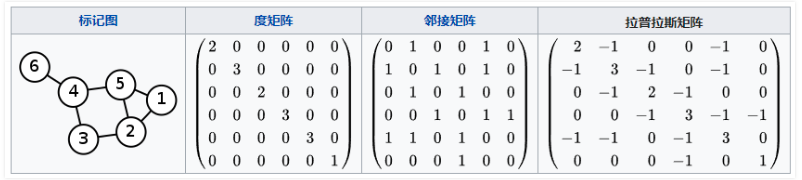 标记图 度矩阵 邻接矩阵 拉普拉斯矩阵
6
4
5
1
3
2
2 0 0 0 0 0
0 3 0 0 0 0
0 0 2 0 0 0
0 0 0 3 0 0
0 0 0 0 3 0
0 0 0 0 0 1
0 1 0 0 1 0
1 0 1 0 1 0
0 1 0 1 0 0
0 0 1 0 1 1
1 1 0 1 0 0
0 0 0 1 0 0
2 −1 0 0 −1 0
−1 3 −1 0 −1 0
0 −1 2 −1 0 0
0 0 −1 3 −1 −1
−1 −1 0 −1 3 0
0 0 0 −1 0 1